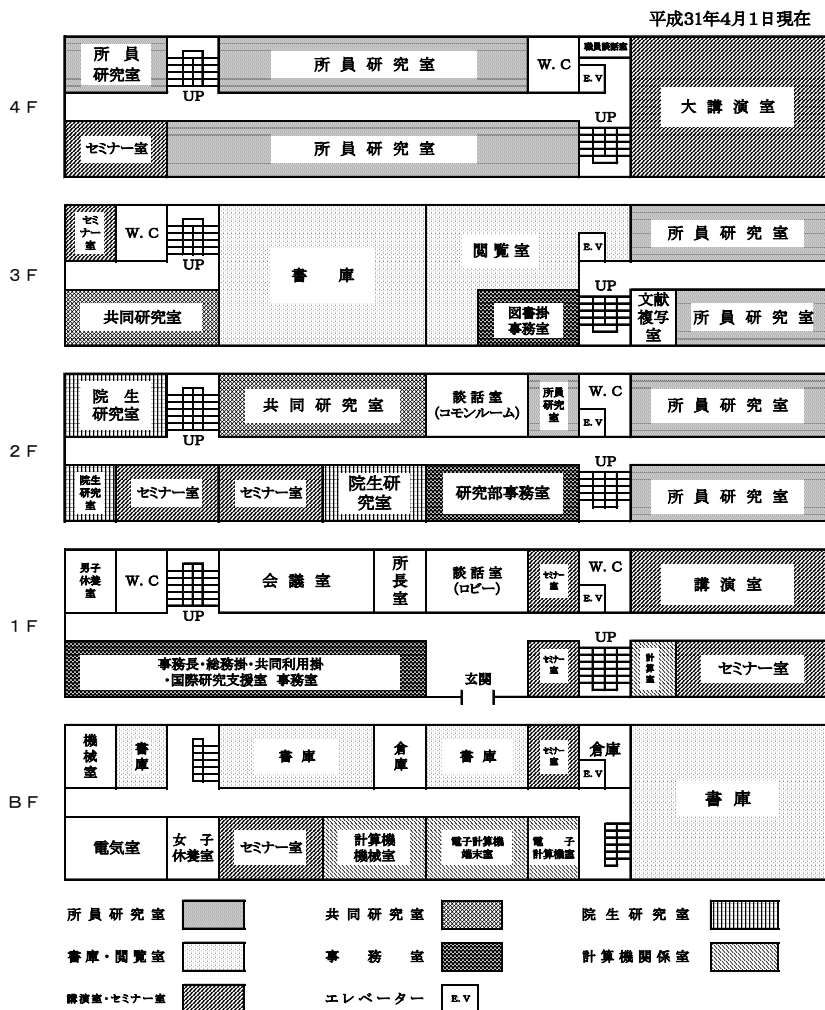 平成31年4月1日現在
4F
所員
研究室
UP
所員研究室
W.C
職員談話室
E.V
大講演室
セミナー室
所員研究室
UP
3F
セミ
ナー
室
W.C
UP
書庫
閲覧室
E.V
所員研究室
共同研究室
図書掛
事務室
UP
文献
複写
室
所員研究室
2F
院生
研究室
UP
共同研究室
談話室
(コモンルーム)
所員
研究
室
W.C
E.V
所員研究室
院生
研究
室
セミナー室
セミナー室
院生研
究室
研究部事務室
UP
所員研究室
1F
男子
休養
室
W.C
UP
会議室
所
長
室
談話室
(ロビー)
セミナー
室
W.C
E.V
講演室
事務長・総務掛・共同利用掛
・国際研究支援室 事務室
玄関
セミナー
室
UP
計
算
室
セミナー室
BF
機
械
室
書
庫
書庫
倉
庫
書庫
セミナー
室
倉庫
E.V
書庫
電気室
女子
休養室
セミナー室
計算機
機械室
電子計算機
端末室
電子
計算機室
所員研究室
共同研究室
院生研究室
書庫・閲覧室
事務室
計算機関係室
講演室・セミナー室
エレベーター
E.V